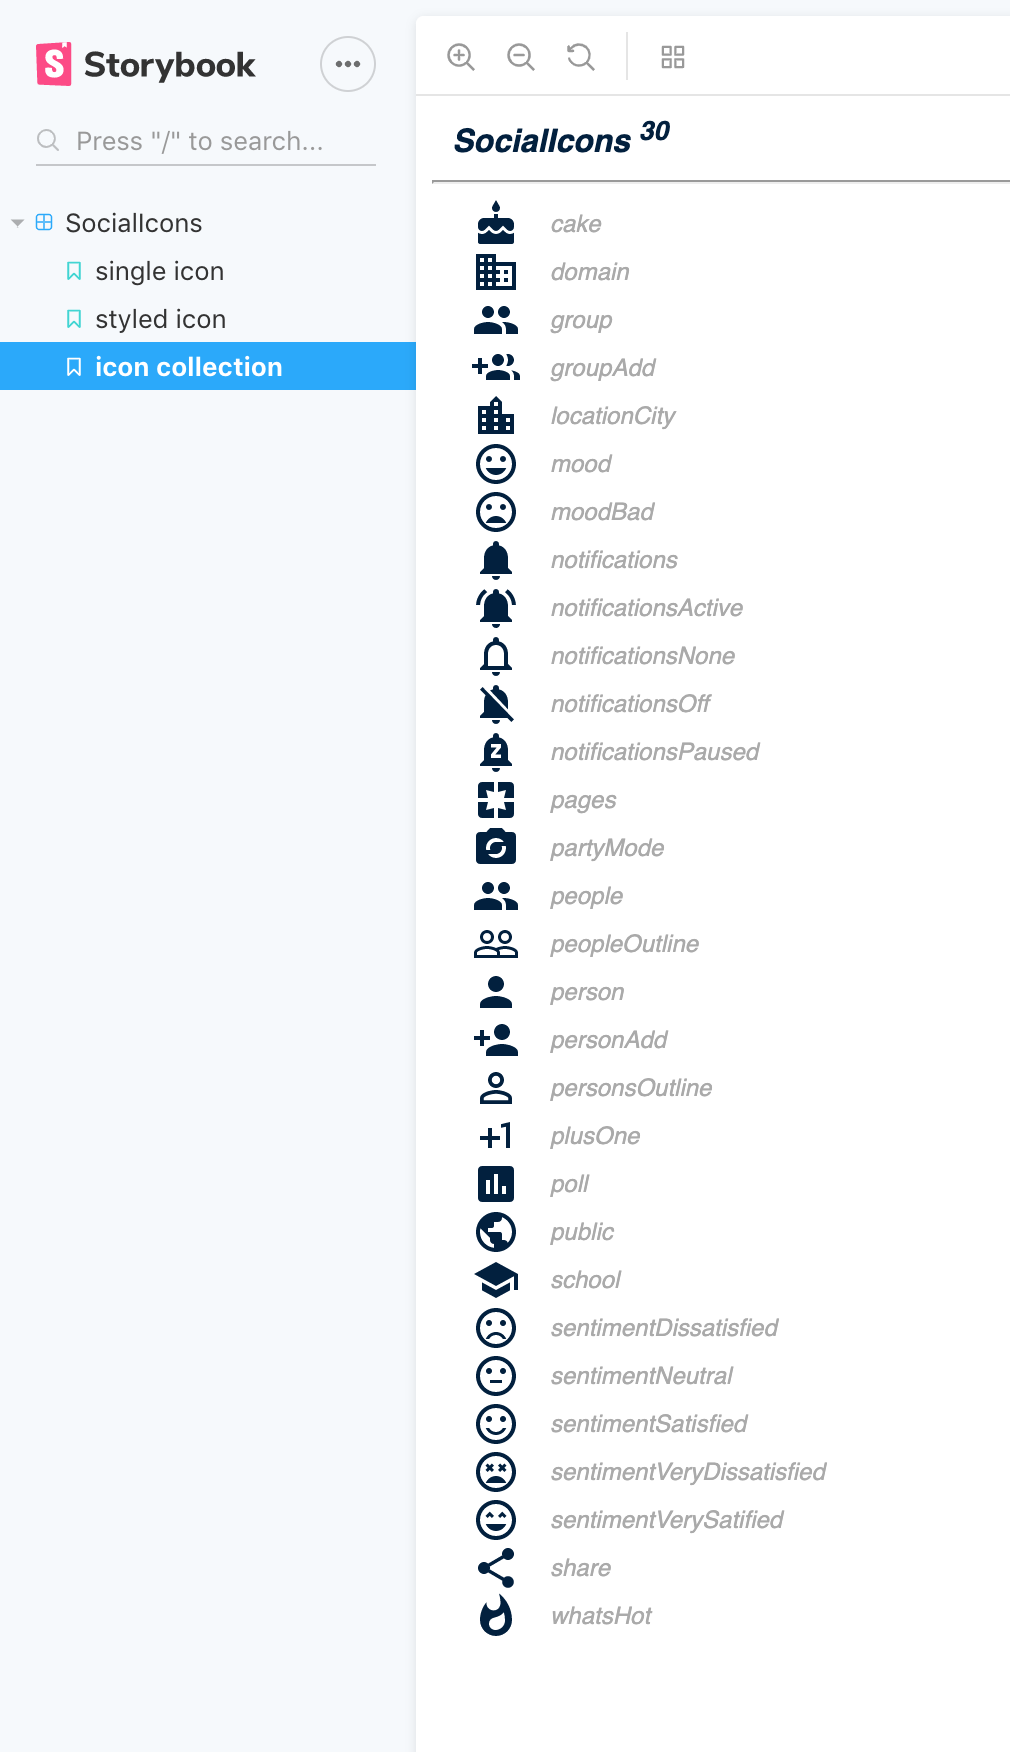 Storybook
Press "/" to search...
SocialIcons
single icon
styled icon
icon collection
SocialIcons 30
cake
domain
group
groupAdd
locationCity
mood
moodBad
notifications
notificationsActive
notificationsNone
notificationsOff
notificationsPaused
pages
partyMode
people
peopleOutline
person
personAdd
personsOutline
+1 plusOne
poll
public
school
sentimentDissatisfied
sentimentNeutral
sentimentSatisfied
sentimentVeryDissatisfied
sentimentVerySatified
share
whatsHot